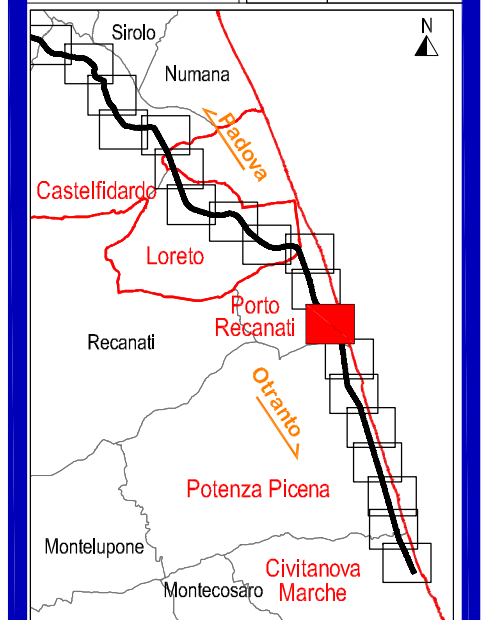 Sirolo
N
Numana
Padova
Castelfidardo
Loreto
Porto
Recanati
Recanati
Otranto
Potenza Picena
Montelupone
Civitanova
Marche
Montecosaro